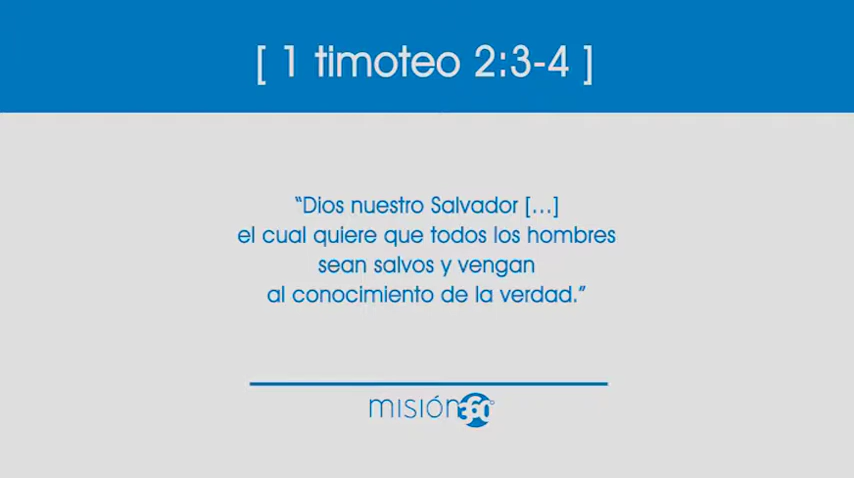 [ 1 timoteo 2:3-4 ]
“Dios nuestro Salvador [...]
el cual quiere que todos los hombres
sean salvos y vengan
al conocimiento de la verdad.”
misión360°